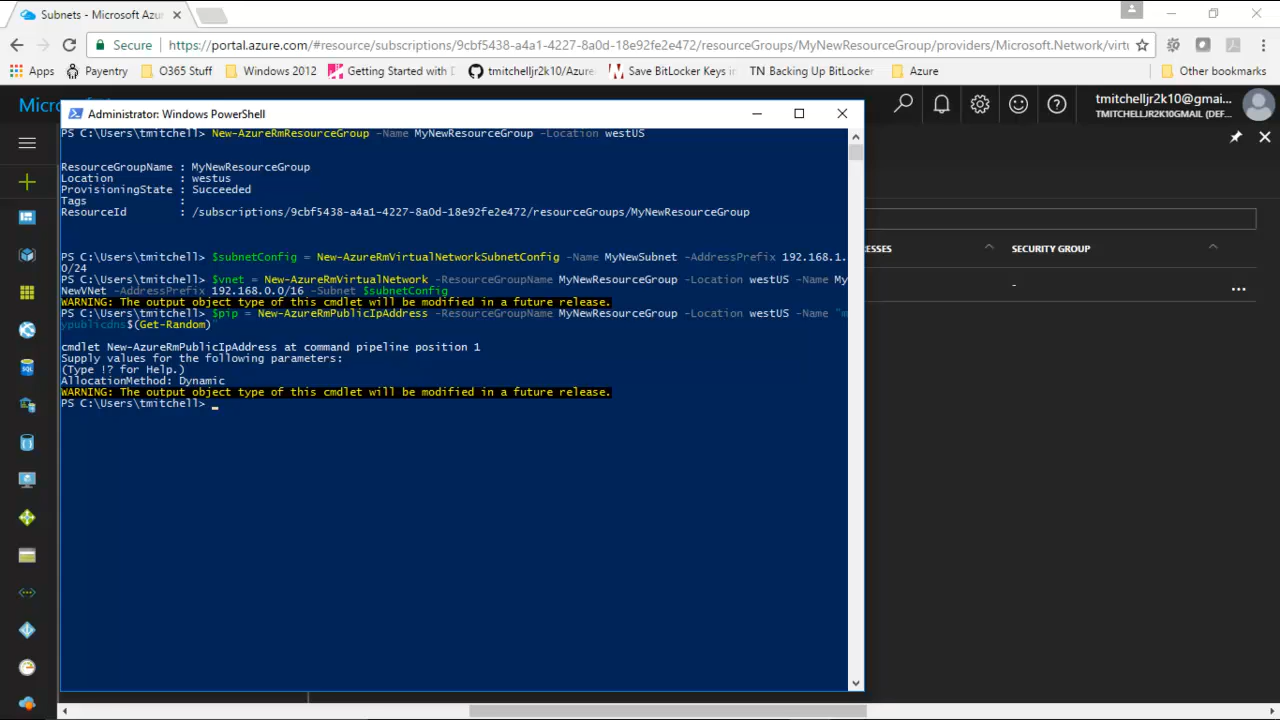 Subnets - Microsoft Azur
Secure
https://portal.azure.com/#resource/subscriptions/9cbf5438-a4a1-4227-8a0d-18e92fe2e472/resourceGroups/MyNewResourceGroup/providers/Microsoft.Network/virtu
Apps Payentry O365 Stuff Windows 2012 Getting Started with D tmitchelljr2k10/Azure Save BitLocker Keys in TN Backing Up BitLocker Azure Other bookmarks
tmitchelljr2k10@gmai...
TMITCHELLJR2K10GMAIL (DEF...
Administrator: Windows PowerShell
PS C:\Users\tmitchell> New-AzureRmResourceGroup -Name MyNewResourceGroup -Location westUS
ResourceGroupName : MyNewResourceGroup
Location : westus
ProvisioningState : Succeeded
Tags :
ResourceId : /subscriptions/9cbf5438-a4a1-4227-8a0d-18e92fe2e472/resourceGroups/MyNewResourceGroup
PS C:\Users\tmitchell> $subnetConfig = New-AzureRmVirtualNetworkSubnetConfig -Name MyNewSubnet -AddressPrefix 192.168.1.
0/24
PS C:\Users\tmitchell> $vnet = New-AzureRmVirtualNetwork -ResourceGroupName MyNewResourceGroup -Location westUS -Name My
NewVNet -AddressPrefix 192.168.0.0/16 -Subnet $subnetConfig
WARNING: The output object type of this cmdlet will be modified in a future release.
PS C:\Users\tmitchell> $pip = New-AzureRmPublicIpAddress -ResourceGroupName MyNewResourceGroup -Location westUS -Name "m
ypublicdns$(Get-Random)"
cmdlet New-AzureRmPublicIpAddress at command pipeline position 1
Supply values for the following parameters:
(Type !? for Help.)
AllocationMethod: Dynamic
WARNING: The output object type of this cmdlet will be modified in a future release.
PS C:\Users\tmitchell>
ESSES
SECURITY GROUP
-